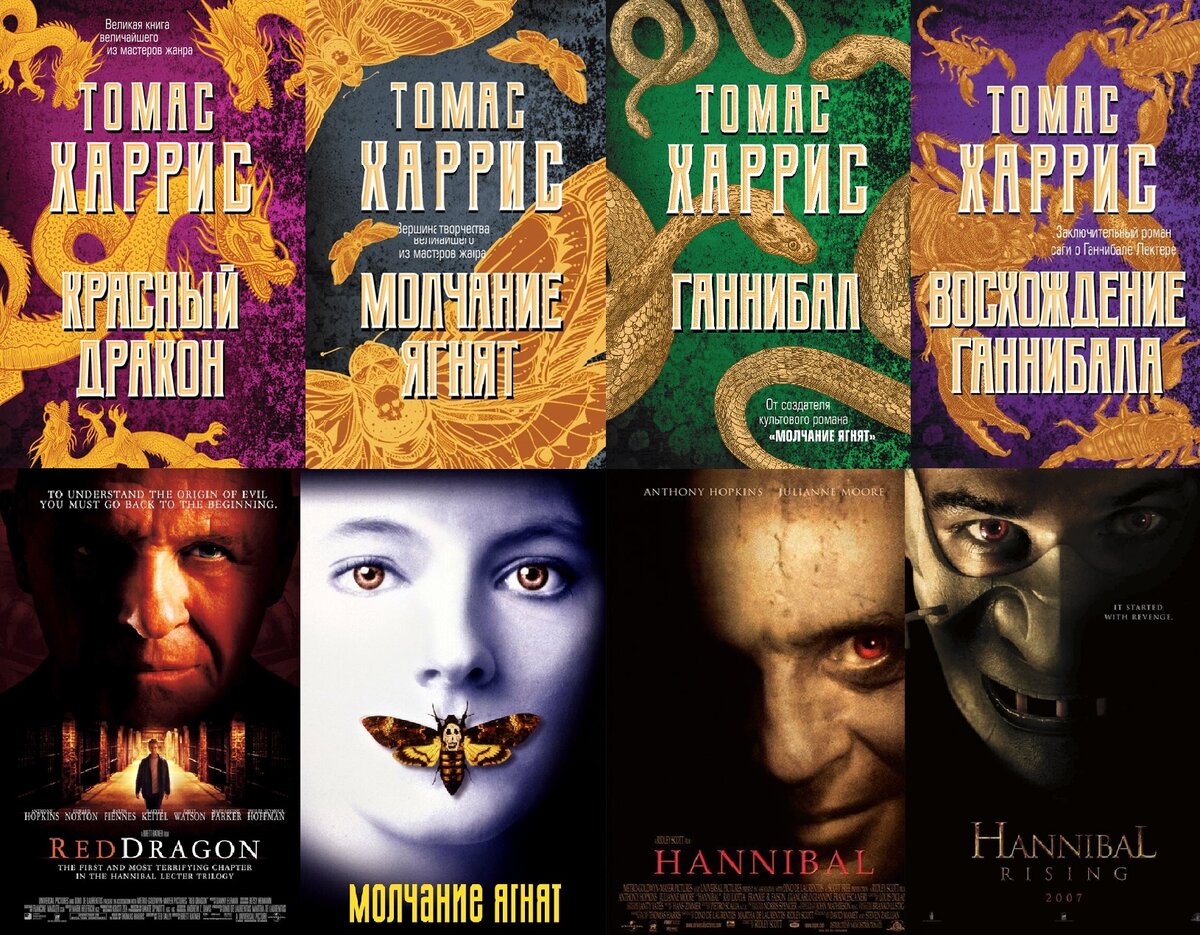 Великая книга
величайшего
из мастеров жанра
ТОМАС
ХАРРИС
КРАСНЫЙ
ДРАКОН
ТОМАС
ХАРРИС
Вершина творчества
величайшего
из мастеров жанра
МОЛЧАНИЕ
ЯГНЯТ
ТОМАС
ХАРРИС
ГАННИБАЛ
От создателя
культового романа
«МОЛЧАНИЕ ЯГНЯТ»
ТОМАС
ХАРРИС
Заключительный роман
саги о Ганнибале Лектере
ВОСХОЖДЕНИЕ
ГАННИБАЛА
TO UNDERSTAND THE ORIGIN OF EVIL,
YOU MUST GO BACK TO THE BEGINNING.
HOPKINS NORTON FIENNES KEITEL WATSON PARKER HOFFMAN
RED DRAGON
THE FIRST AND MOST TERRIFYING CHAPTER
IN THE HANNIBAL LECTER TRILOGY
МОЛЧАНИЕ ЯГНЯТ
ANTHONY HOPKINS JULIANNE MOORE
HANNIBAL
IT STARTED
WITH REVENGE.
HANNIBAL
RISING
2007